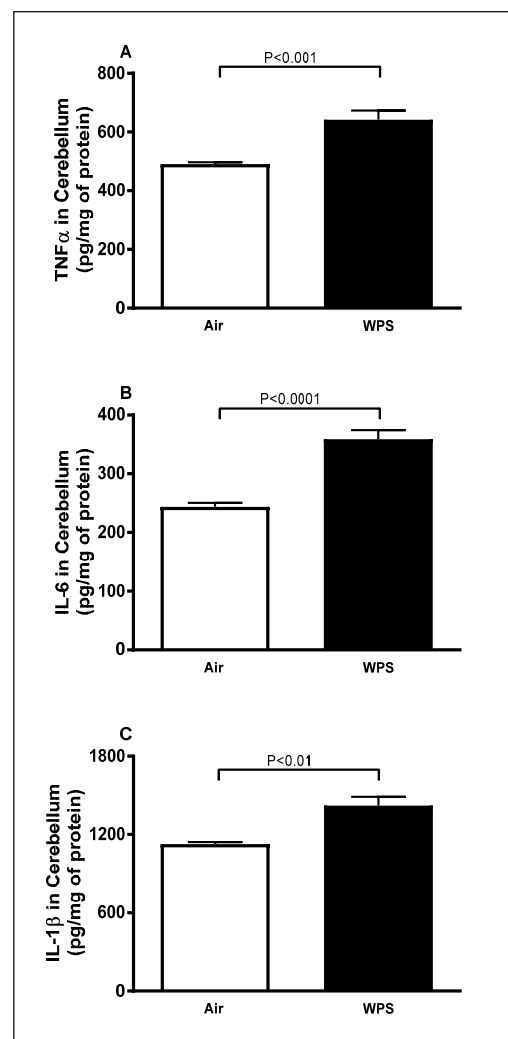 A
P<0.001
800
600
400
200
0
TNFα in Cerebellum
(pg/mg of protein)
Air WPS
B
P<0.0001
400
300
200
100
0
IL-6 in Cerebellum
(pg/mg of protein)
Air WPS
C
P<0.01
1800
1200
600
0
IL-1β in Cerebellum
(pg/mg of protein)
Air WPS